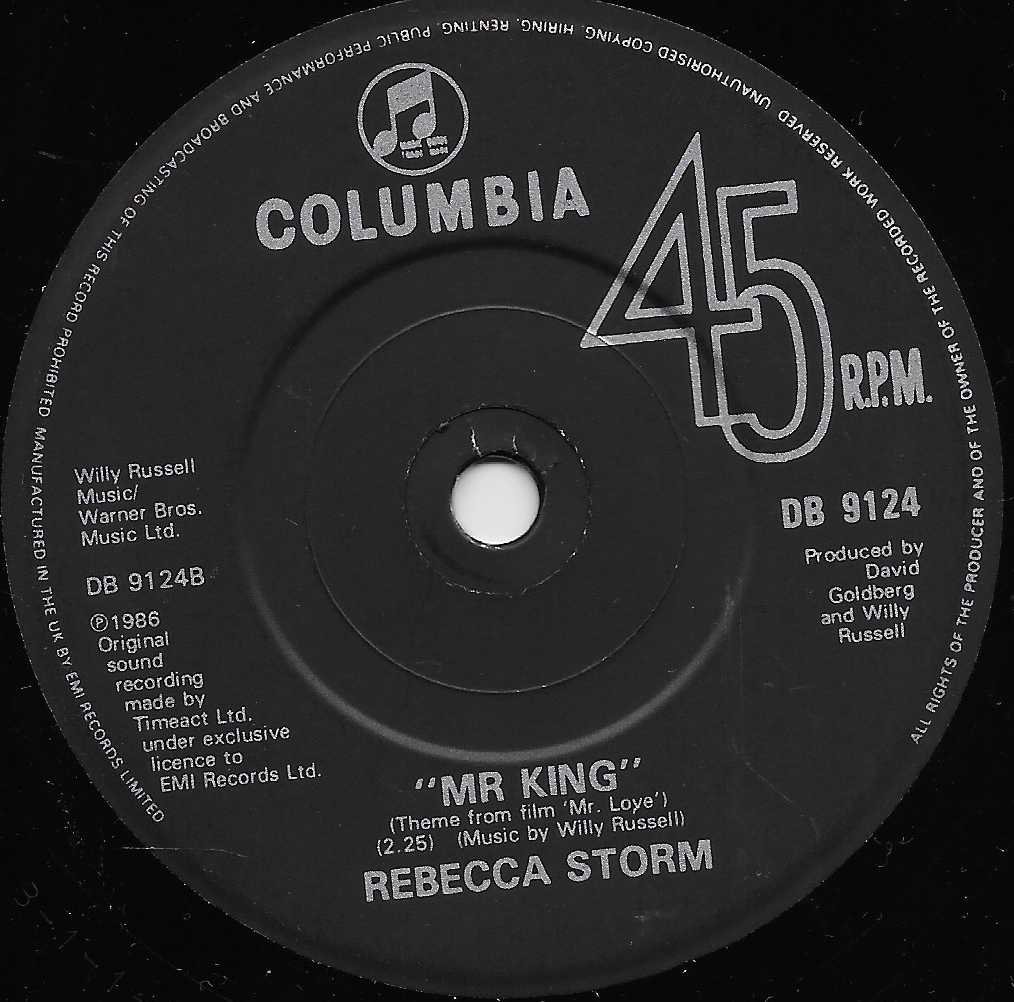 UNAUTHORISED COPYING, HIRING, RENTING, PUBLIC PERFORMANCE AND BROADCASTING OF THIS RECORD PROHIBITED MANUFACTURED IN THE UK BY EMI RECORDS LIMITED
ALL RIGHTS OF THE PRODUCER AND OF THE OWNER OF THE RECORDED WORK RESERVED
COLUMBIA
45
R.P.M.
Willy Russell
Music/
Warner Bros.
Music Ltd.
DB 9124B
℗1986
Original
sound
recording
made by
Timeact Ltd.
under exclusive
licence to
EMI Records Ltd.
DB 9124
Produced by
David
Goldberg
and Willy
Russell
"MR KING"
(Theme from film 'Mr. Loye')
(2.25) (Music by Willy Russell)
REBECCA STORM